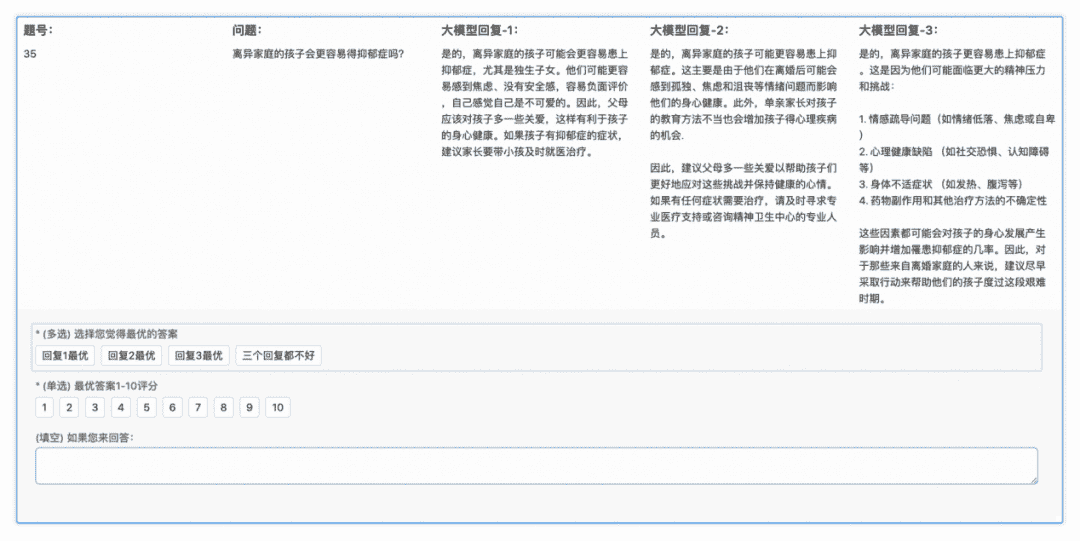 题号：
35
问题：
离异家庭的孩子会更容易得抑郁症吗？
大模型回复-1：
是的，离异家庭的孩子可能会更容易患上
抑郁症，尤其是独生子女。他们可能更容
易感到焦虑、没有安全感，容易负面评价
，自己感觉自己是不可爱的。因此，父母
应该对孩子多一些关爱，这样有利于孩子
的身心健康。如果孩子有抑郁症的症状，
建议家长要带小孩及时就医治疗。
大模型回复-2：
是的，离异家庭的孩子可能更容易患上抑
郁症。这主要是由于他们在离婚后可能会
感到孤独、焦虑和沮丧等情绪问题而影响
他们的身心健康。此外，单亲家长对孩子
的教育方法不当也会增加孩子得心理疾病
的机会.
因此，建议父母多一些关爱以帮助孩子们
更好地应对这些挑战并保持健康的心情。
如果有任何症状需要治疗，请及时寻求专
业医疗支持或咨询精神卫生中心的专业人
员。
大模型回复-3：
是的，离异家庭的孩子更容易患上抑郁症
。这是因为他们可能面临更大的精神压力
和挑战：
1. 情感疏导问题（如情绪低落、焦虑或自卑
）
2. 心理健康缺陷 （如社交恐惧、认知障碍
等）
3. 身体不适症状 （如发热、腹泻等）
4. 药物副作用和其他治疗方法的不确定性
这些因素都可能会对孩子的身心发展产生
影响并增加罹患抑郁症的几率。因此，对
于那些来自离婚家庭的人来说，建议尽早
采取行动来帮助他们的孩子度过这段艰难
时期。
* (多选) 选择您觉得最优的答案
回复1最优 回复2最优 回复3最优 三个回复都不好
* (单选) 最优答案1-10评分
1 2 3 4 5 6 7 8 9 10
(填空) 如果您来回答：